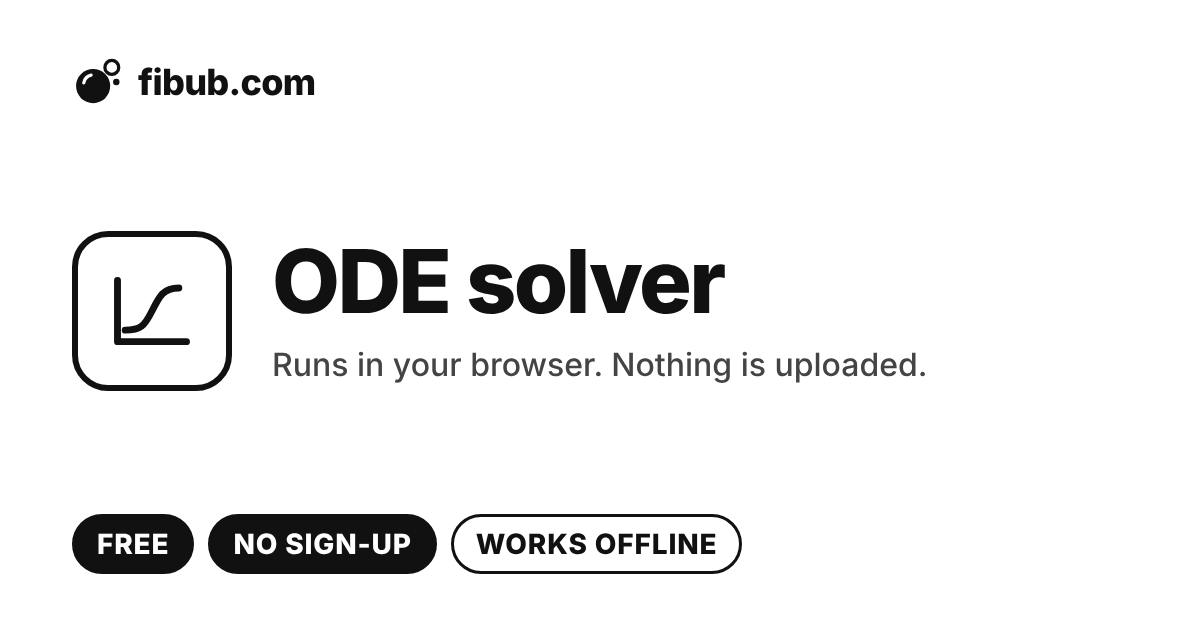 fibub.com
ODE solver
Runs in your browser. Nothing is uploaded.
FREE
NO SIGN-UP
WORKS OFFLINE